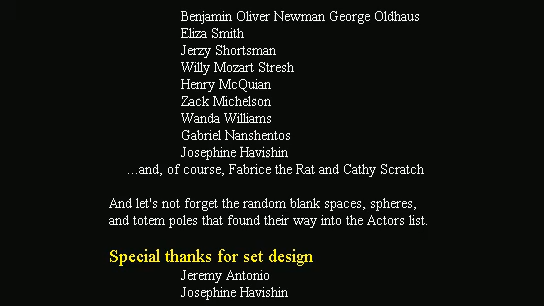 Benjamin Oliver Newman George Oldhaus
Eliza Smith
Jerzy Shortsman
Willy Mozart Stresh
Henry McQuian
Zack Michelson
Wanda Williams
Gabriel Nanshentos
Josephine Havishin
...and, of course, Fabrice the Rat and Cathy Scratch
And let's not forget the random blank spaces, spheres,
and totem poles that found their way into the Actors list.
Special thanks for set design
Jeremy Antonio
Josephine Havishin